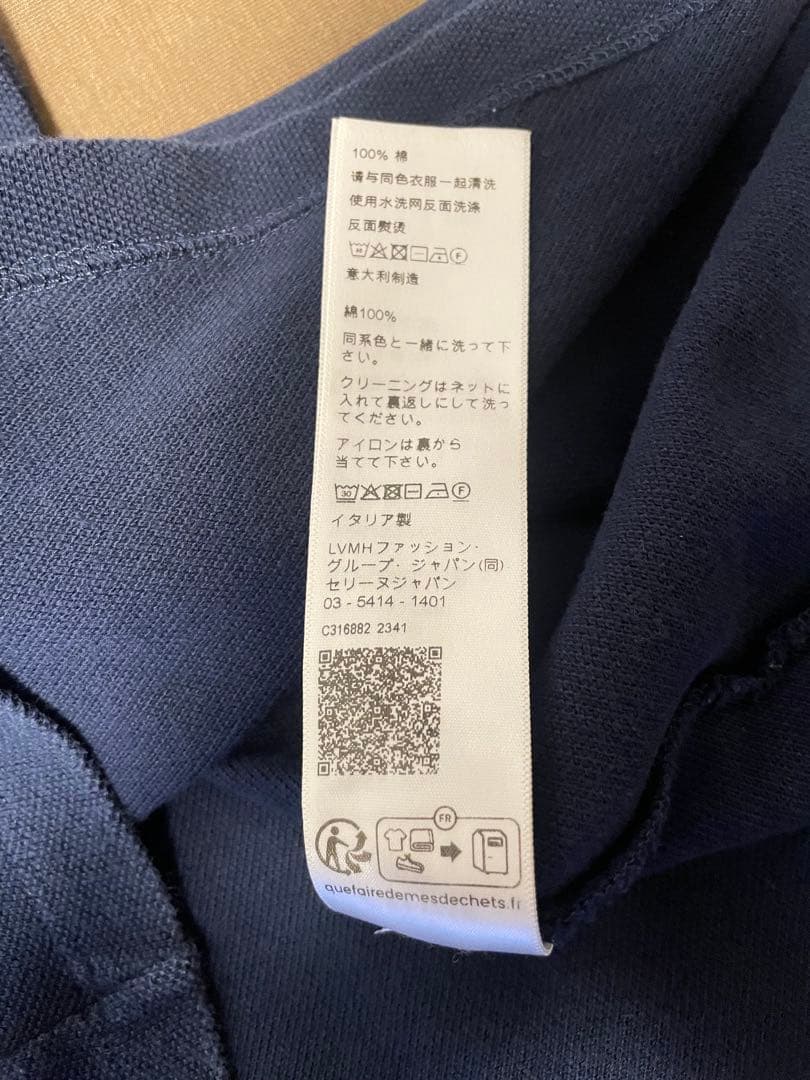 100% 棉
请与同色衣服一起清洗
使用水洗网反面洗涤
反面熨烫
意大利制造
綿100%
同系色と一緒に洗って下
さい。
クリーニングはネットに
入れて裏返しにして洗っ
てください。
アイロンは裏から
当てて下さい。
30
F
イタリア製
LVMHファッション・
グループ・ジャパン(同)
セリーヌジャパン
03 - 5414 - 1401
C316882 2341
FR
quefairedemesdechets.fr